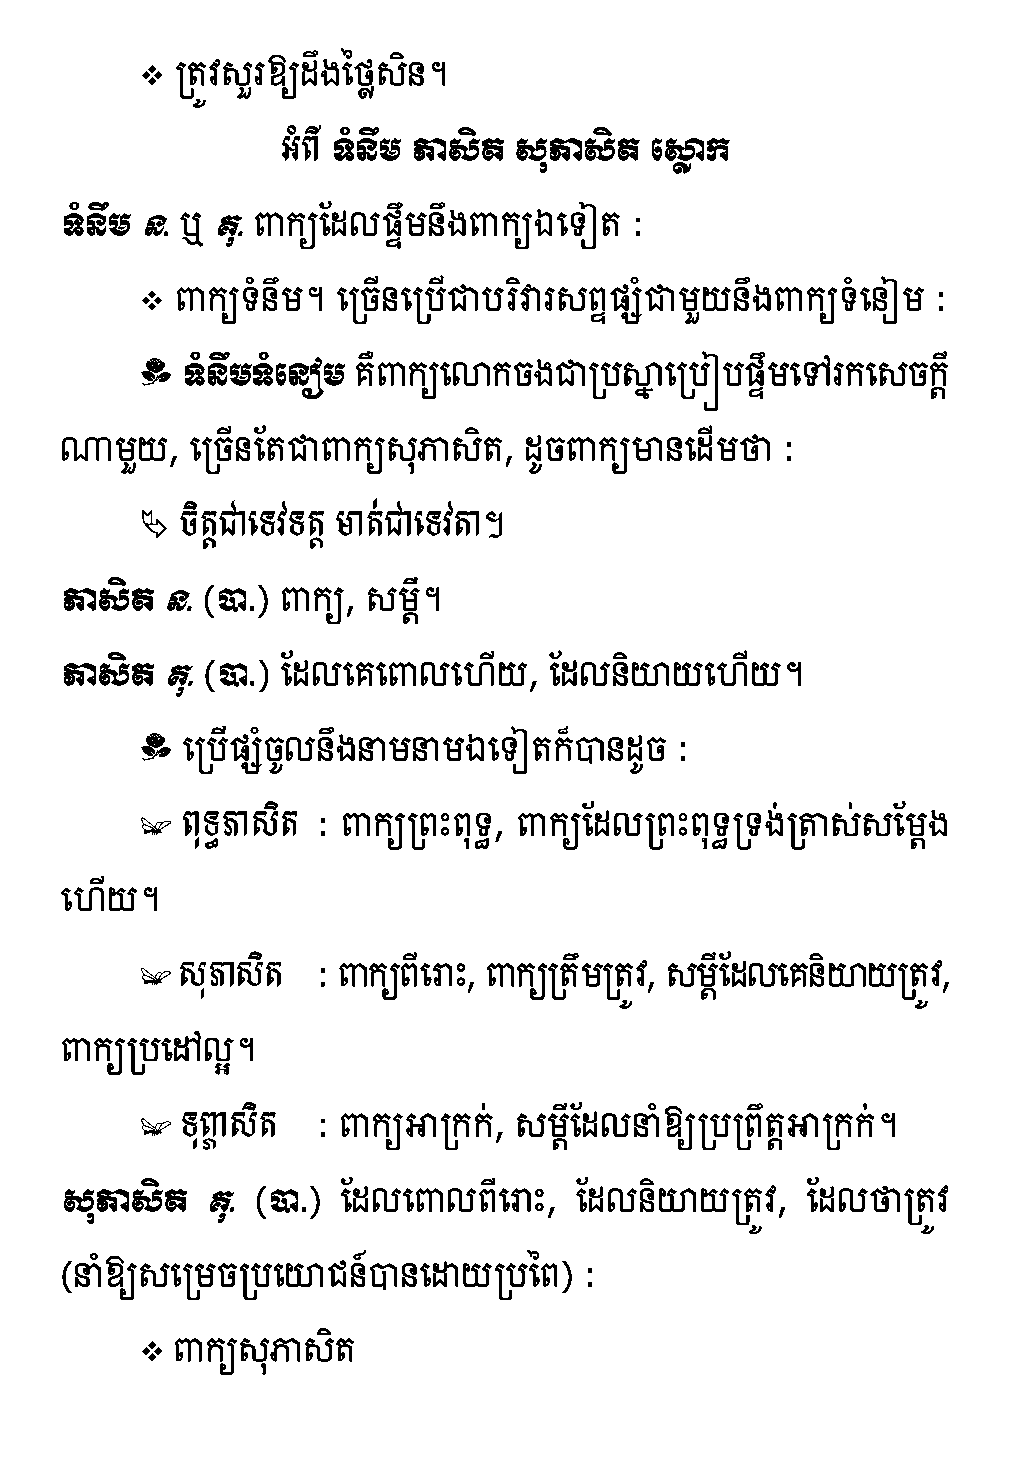 ❖ ត្រូវសួរឱ្យដឹងថ្លៃសិន។
អំពី ទំនឹម ភាសិត សុភាសិត ស្លោក
ទំនឹម ន. ឬ គុ. ពាក្យដែលផ្ទឹមនឹងពាក្យឯទៀត :
❖ ពាក្យទំនឹម។ ច្រើនប្រើជាបរិវារសព្ទផ្សំជាមួយនឹងពាក្យទំនៀម :
ទំនឹមទំនៀម គឺពាក្យលោកចងជាប្រស្នាប្រៀបផ្ទឹមទៅរកសេចក្ដី
ណាមួយ, ច្រើនតែជាពាក្យសុភាសិត, ដូចពាក្យមានដើមថា :
ចិត្តជាទេវទត្ត មាត់ជាទេវតា។
ភាសិត ន. (បា.) ពាក្យ, សម្ដី។
ភាសិត គុ. (បា.) ដែលគេពោលហើយ, ដែលនិយាយហើយ។
ប្រើផ្សំចូលនឹងនាមនាមឯទៀតក៏បានដូច :
ពុទ្ធភាសិត : ពាក្យព្រះពុទ្ធ, ពាក្យដែលព្រះពុទ្ធទ្រង់ត្រាស់សម្ដែង
ហើយ។
សុភាសិត : ពាក្យពីរោះ, ពាក្យត្រឹមត្រូវ, សម្ដីដែលគេនិយាយត្រូវ,
ពាក្យប្រដៅល្អ។
ទុព្ភាសិត : ពាក្យអាក្រក់, សម្ដីដែលនាំឱ្យប្រព្រឹត្តអាក្រក់។
សុភាសិត គុ. (បា.) ដែលពោលពីរោះ, ដែលនិយាយត្រូវ, ដែលថាត្រូវ
(នាំឱ្យសម្រេចប្រយោជន៍បានដោយប្រពៃ) :
❖ ពាក្យសុភាសិត